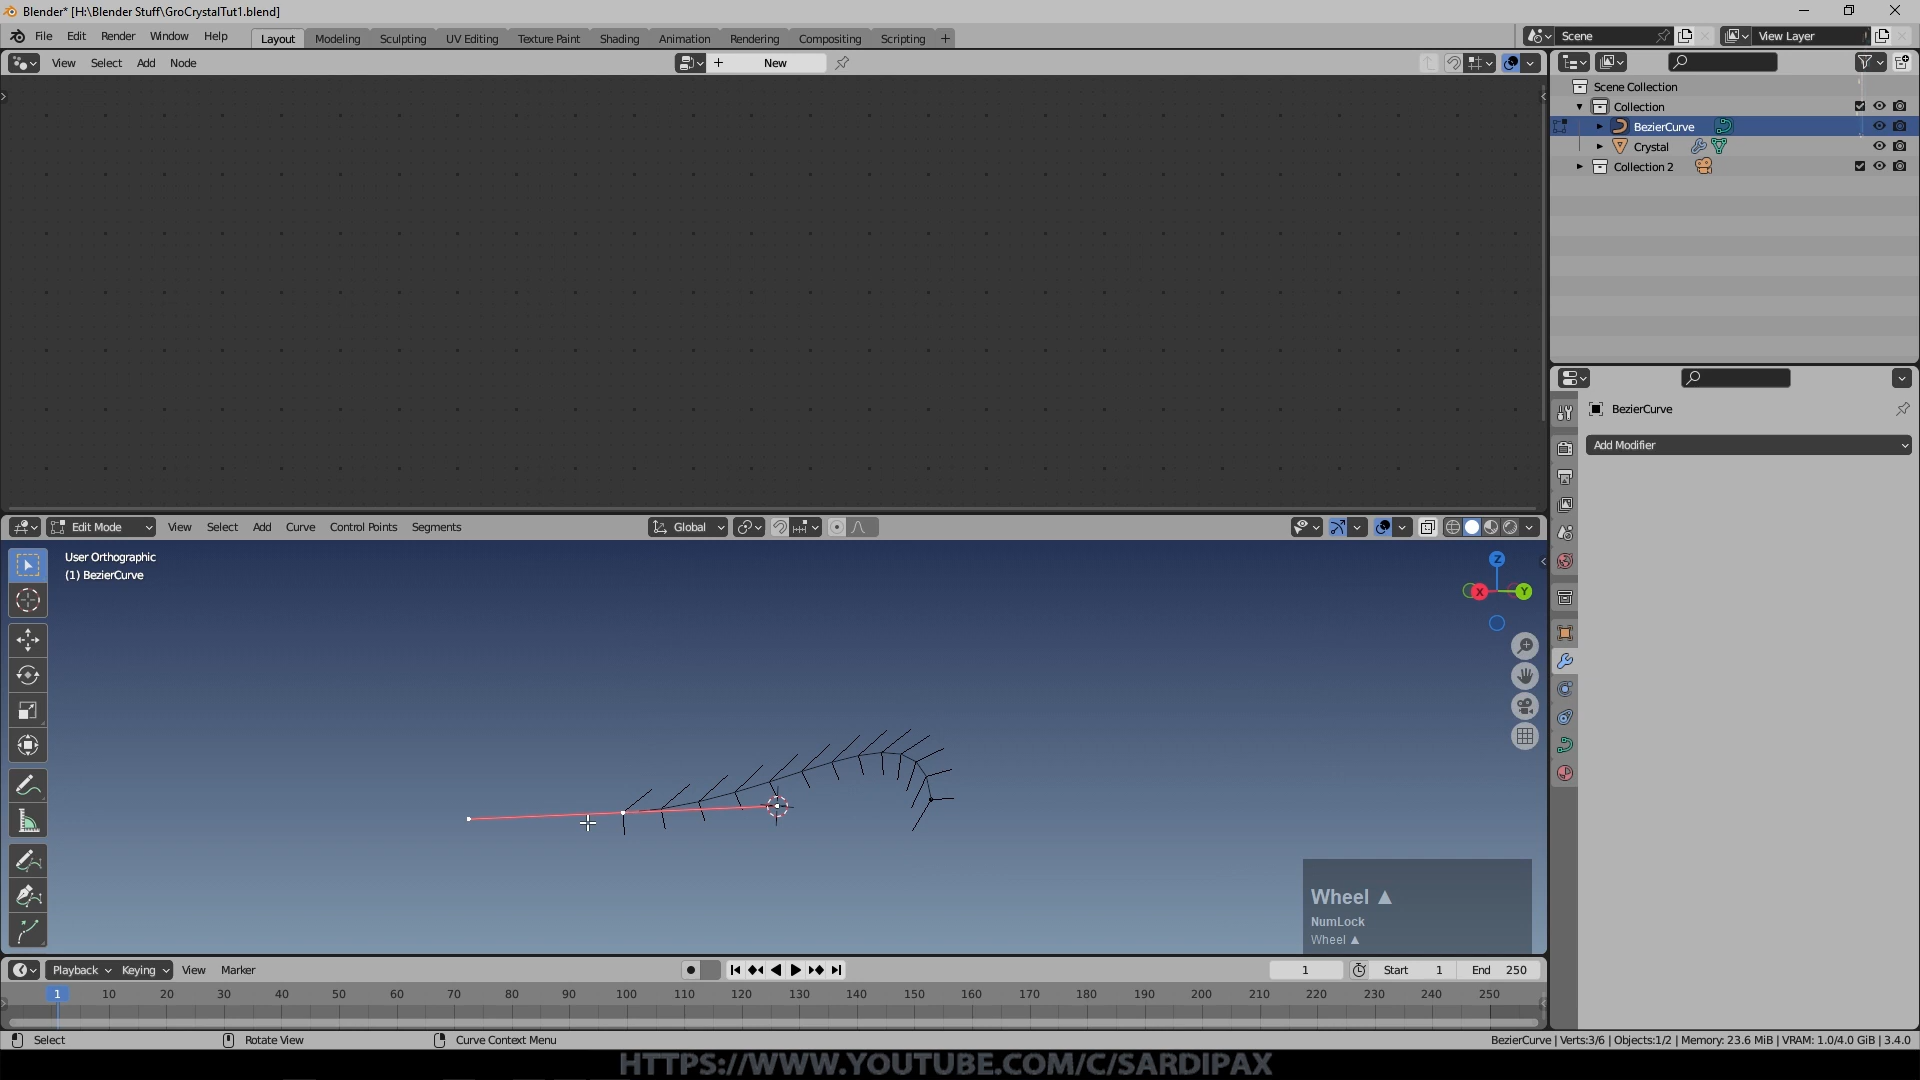 Blender* [H:\Blender Stuff\GroCrystalTut1.blend]
File Edit Render Window Help Layout Modeling Sculpting UV Editing Texture Paint Shading Animation Rendering Compositing Scripting + Scene View Layer
View Select Add Node + New
Scene Collection
Collection
BezierCurve
Crystal
Collection 2
BezierCurve
Add Modifier
Edit Mode View Select Add Curve Control Points Segments Global
User Orthographic
(1) BezierCurve
Z
X
Y
Wheel ▲
NumLock
Wheel ▲
Playback Keying View Marker 1 Start 1 End 250
1 10 20 30 40 50 60 70 80 90 100 110 120 130 140 150 160 170 180 190 200 210 220 230 240 250
Select Rotate View Curve Context Menu BezierCurve | Verts:3/6 | Objects:1/2 | Memory: 23.6 MiB | VRAM: 1.0/4.0 GiB | 3.4.0
HTTPS://WWW.YOUTUBE.COM/C/SARDIPAX